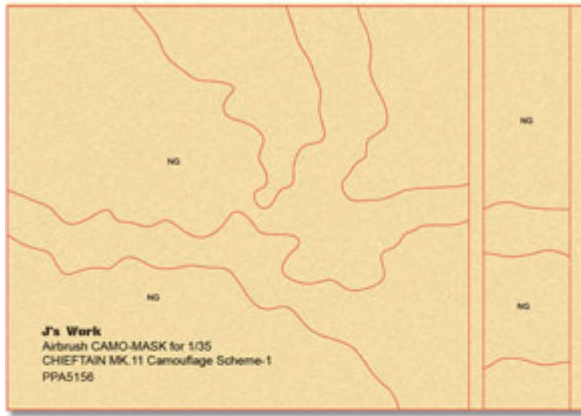 NG
NG
NG
NG
J's Work
Airbrush CAMO-MASK for 1/35
CHIEFTAIN MK.11 Camouflage Scheme-1
PPA5156